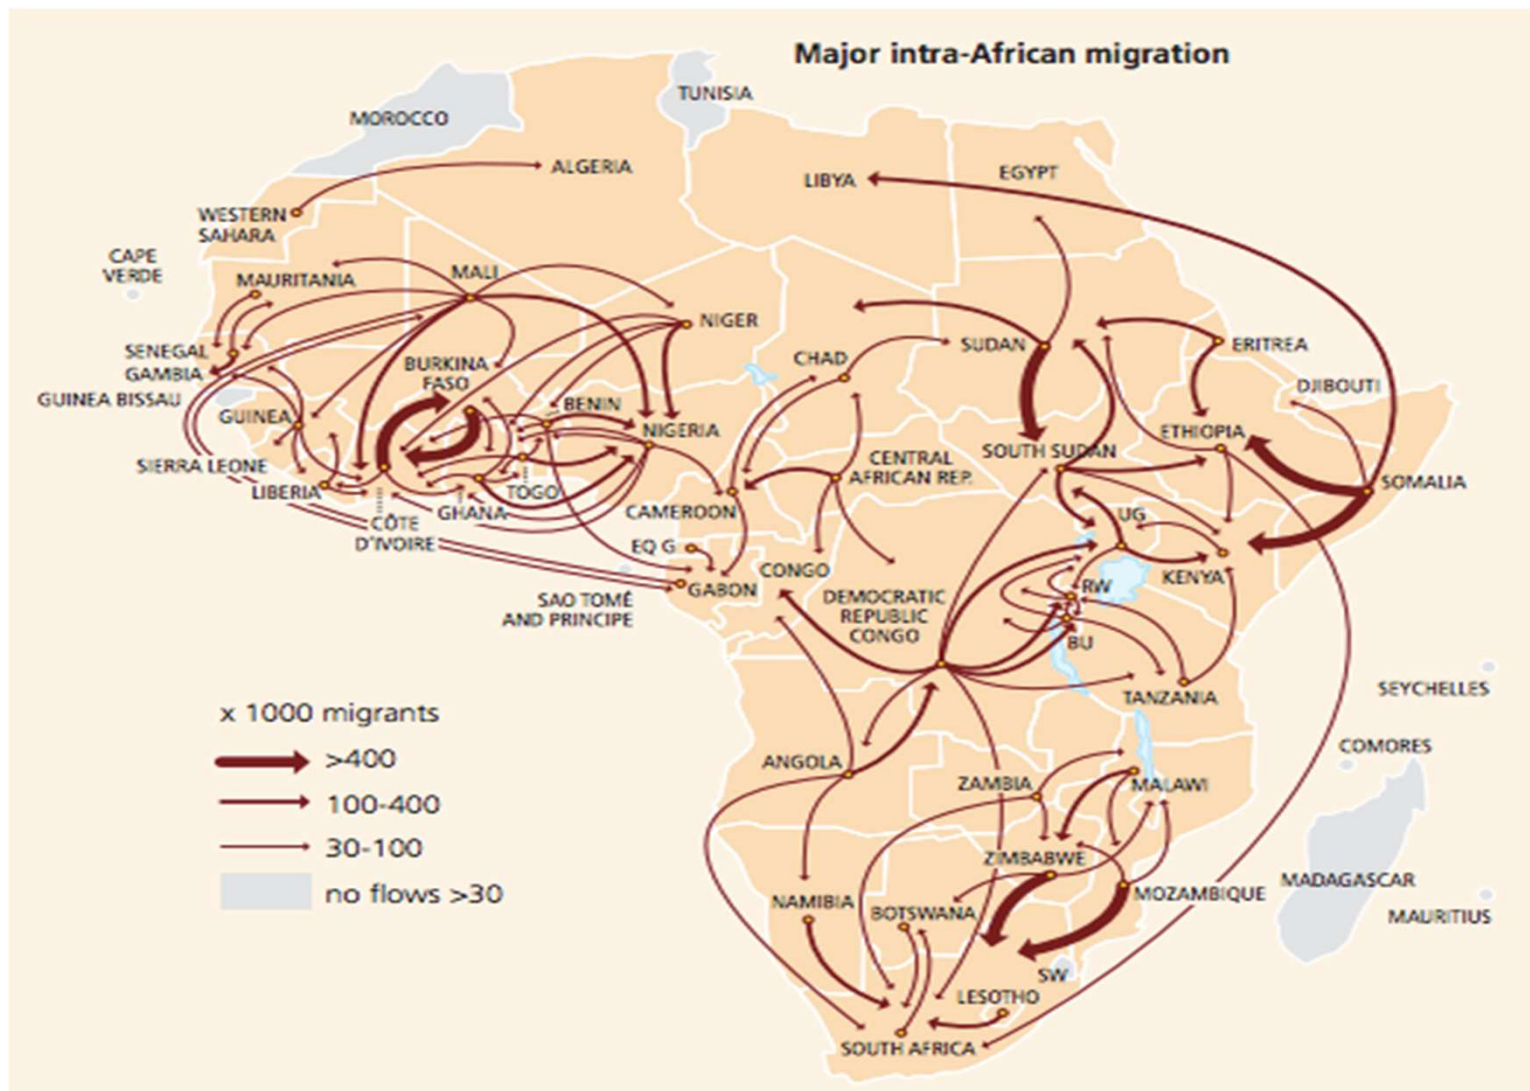 Major intra-African migration
TUNISIA
MOROCCO
ALGERIA
LIBYA
EGYPT
WESTERN
SAHARA
CAPE
VERDE
MAURITANIA
MALI
NIGER
SENEGAL
GAMBIA
GUINEA BISSAU
BURKINA
FASO
CHAD
SUDAN
ERITREA
DJIBOUTI
GUINEA
BENIN
NIGERIA
ETHIOPIA
SOUTH SUDAN
SIERRA LEONE
LIBERIA
CENTRAL
AFRICAN REP.
SOMALIA
TOGO
GHANA
CAMEROON
CÔTE
D'IVOIRE
UG
EQ G
GABON
CONGO
KENYA
RW
SAO TOMÉ
AND PRINCIPE
DEMOCRATIC
REPUBLIC
CONGO
BU
TANZANIA
SEYCHELLES
x 1000 migrants
>400
100-400
30-100
no flows >30
COMORES
ANGOLA
ZAMBIA
MALAWI
ZIMBABWE
MOZAMBIQUE
MADAGASCAR
MAURITIUS
NAMIBIA
BOTSWANA
SW
LESOTHO
SOUTH AFRICA